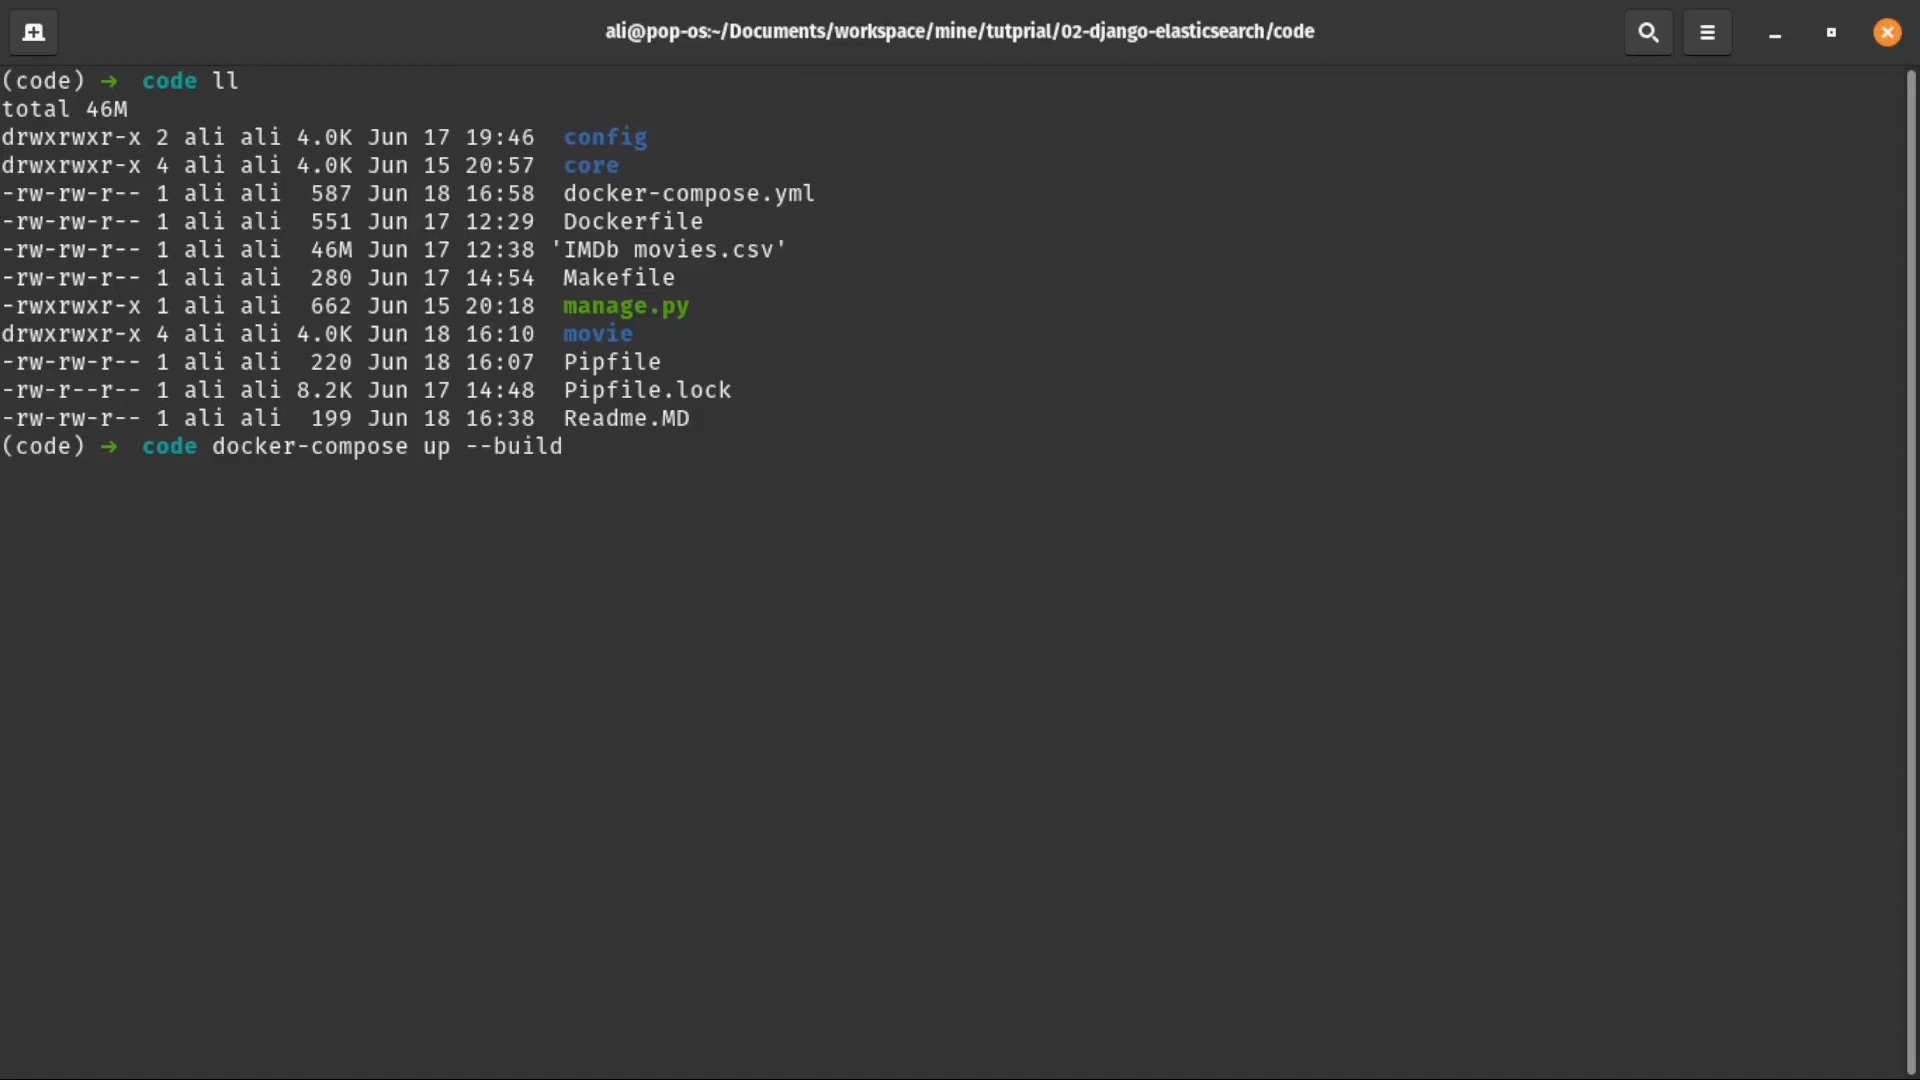 ali@pop-os:~/Documents/workspace/mine/tutprial/02-django-elasticsearch/code
(code) → code ll
total 46M
drwxrwxr-x 2 ali ali 4.0K Jun 17 19:46 config
drwxrwxr-x 4 ali ali 4.0K Jun 15 20:57 core
-rw-rw-r-- 1 ali ali 587 Jun 18 16:58 docker-compose.yml
-rw-rw-r-- 1 ali ali 551 Jun 17 12:29 Dockerfile
-rw-rw-r-- 1 ali ali 46M Jun 17 12:38 'IMDb movies.csv'
-rw-rw-r-- 1 ali ali 280 Jun 17 14:54 Makefile
-rwxrwxr-x 1 ali ali 662 Jun 15 20:18 manage.py
drwxrwxr-x 4 ali ali 4.0K Jun 18 16:10 movie
-rw-rw-r-- 1 ali ali 220 Jun 18 16:07 Pipfile
-rw-r--r-- 1 ali ali 8.2K Jun 17 14:48 Pipfile.lock
-rw-rw-r-- 1 ali ali 199 Jun 18 16:38 Readme.MD
(code) → code docker-compose up --build